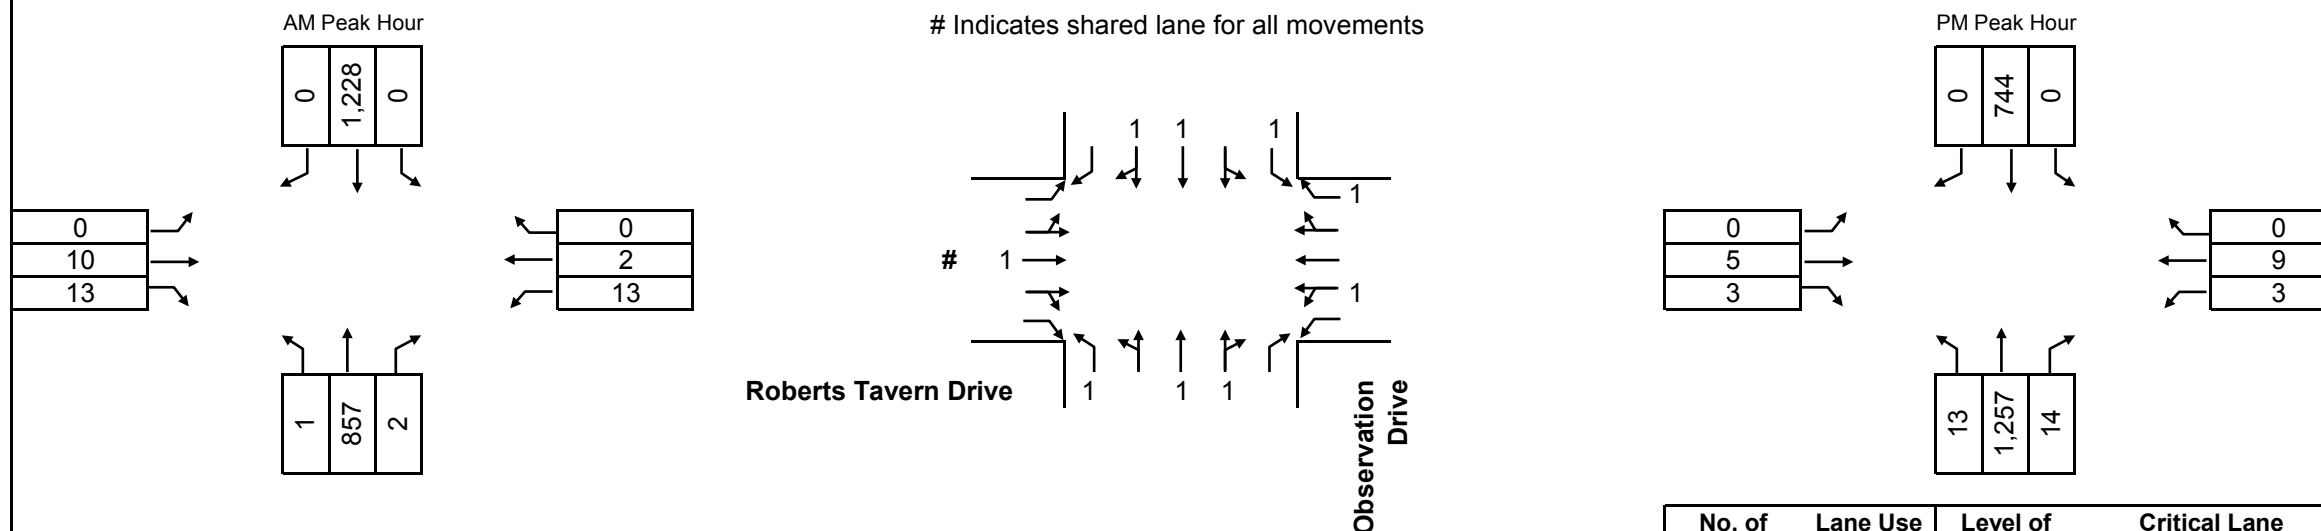 AM Peak Hour
# Indicates shared lane for all movements
PM Peak Hour
0 1,228 0
1 1 1
0 744 0
1
0
10
13
0
2
13
# 1
1
0
5
3
0
9
3
Roberts Tavern Drive
1 1 1
Observation
Drive
1 857 2
13 1,257 14
No. of Lane Use Level of Critical Lane